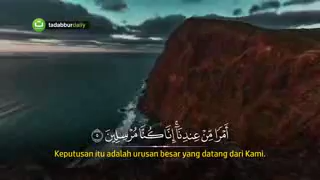 tadabburdaily
أَمْرًا مِّنْ عِندِنَا ۚ إِنَّا كُنَّا مُرْسِلِينَ ٥
Keputusan itu adalah urusan besar yang datang dari Kami.